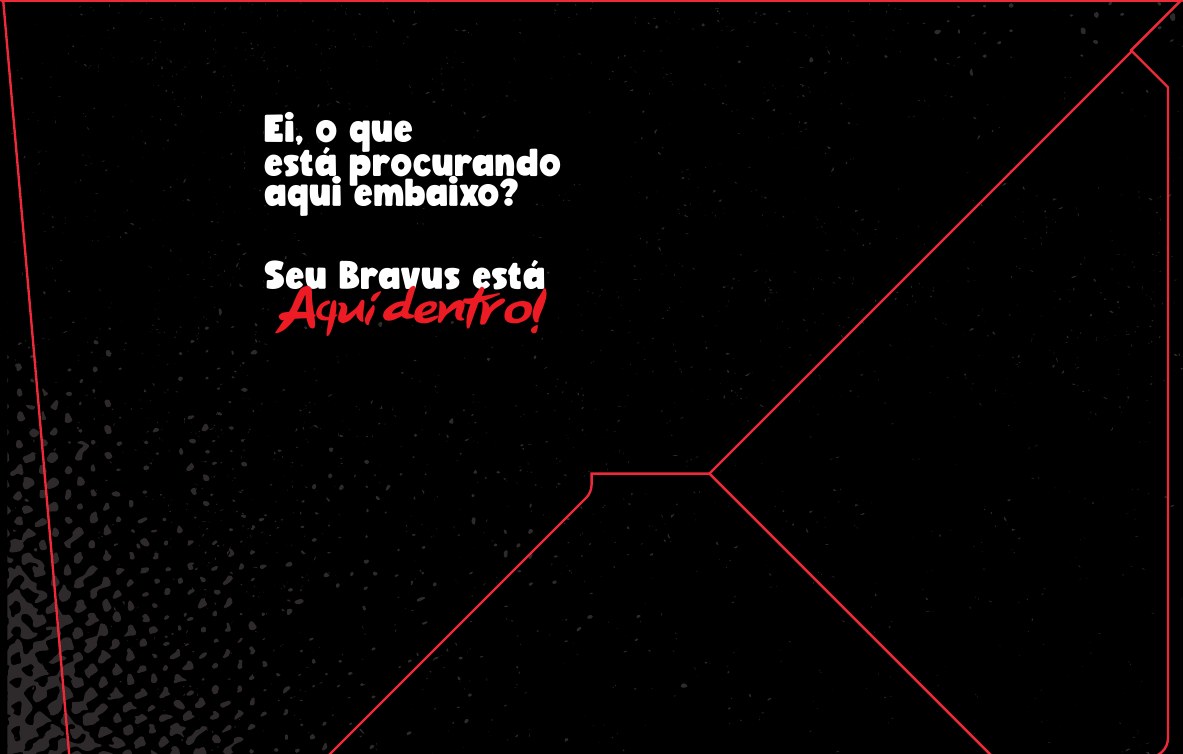 Ei, o que
está procurando
aqui embaixo?
Seu Bravus está
Aqui dentro!